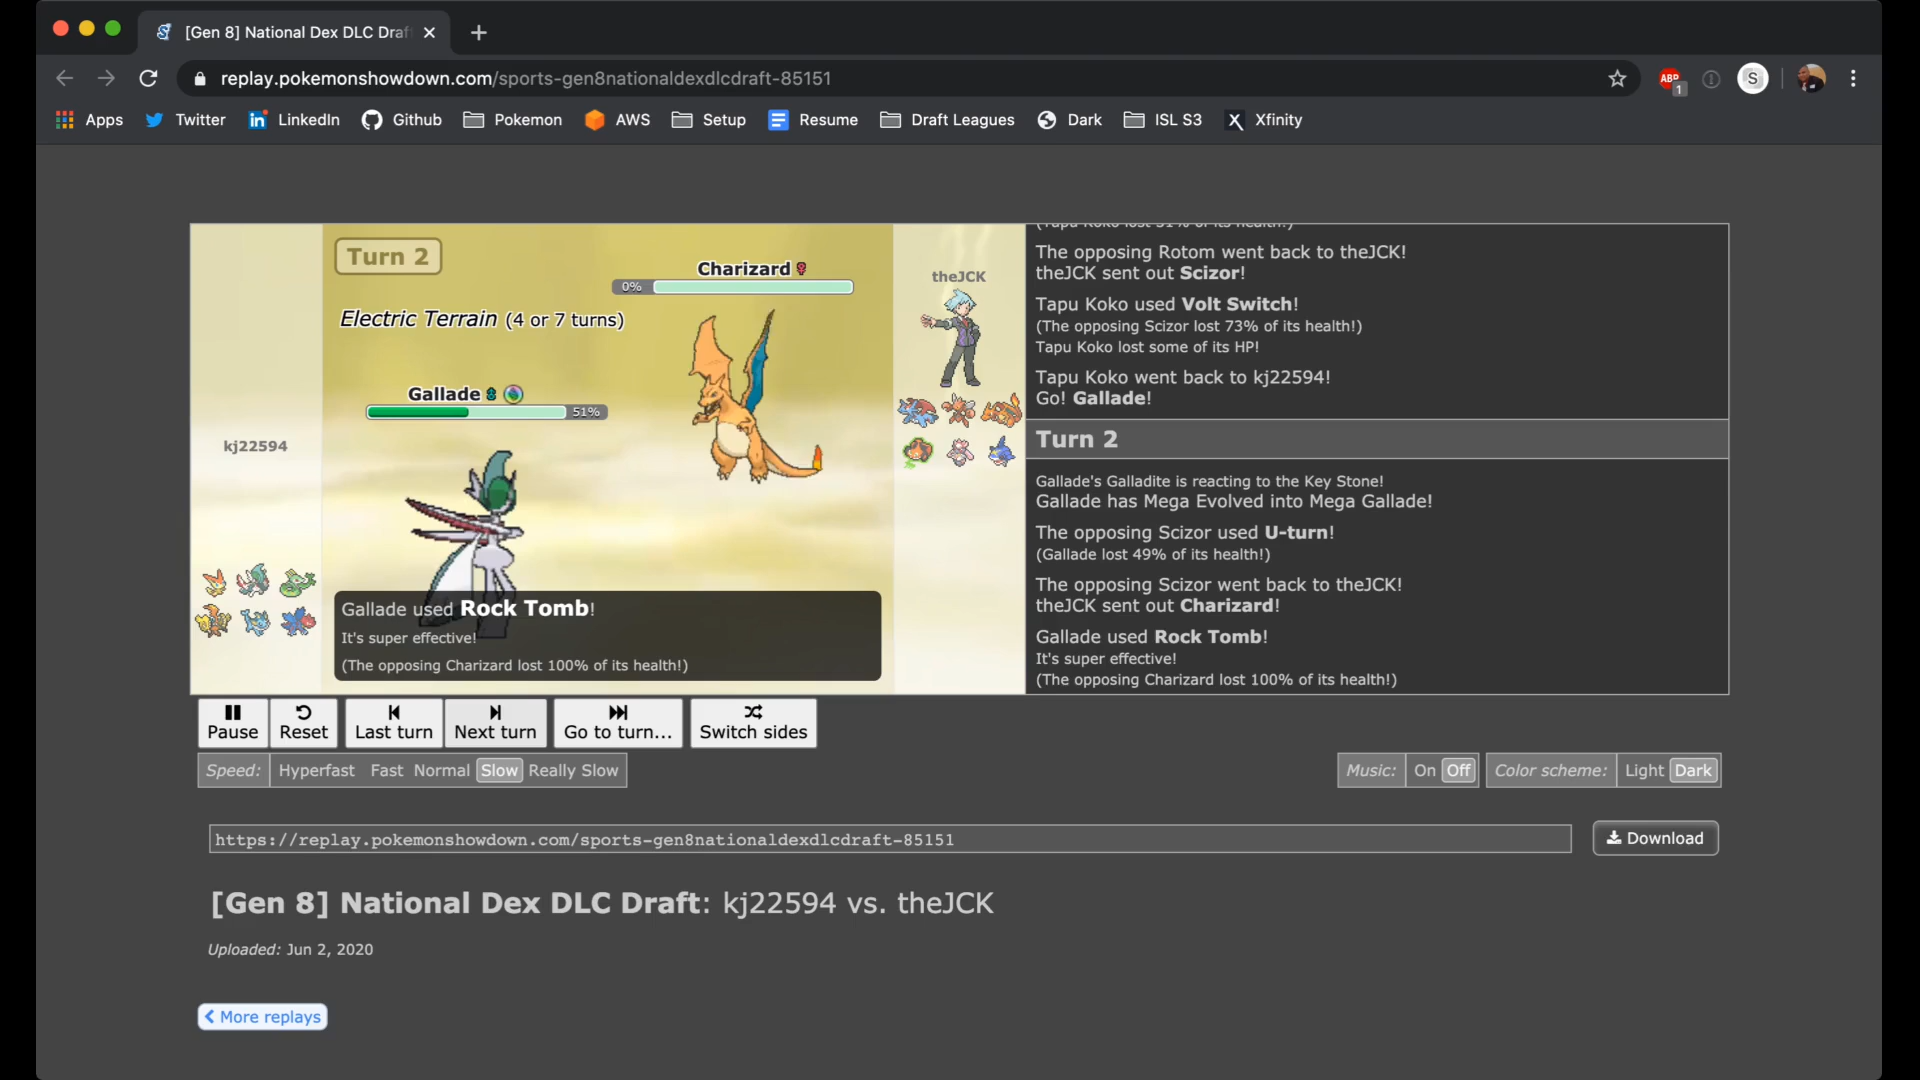 [Gen 8] National Dex DLC Draf
replay.pokemonshowdown.com/sports-gen8nationaldexdlcdraft-85151
ABP
1
S
Apps
Twitter
LinkedIn
Github
Pokemon
AWS
Setup
Resume
Draft Leagues
Dark
ISL S3
Xfinity
Turn 2
Charizard
0%
Electric Terrain (4 or 7 turns)
Gallade
51%
kj22594
theJCK
Gallade used Rock Tomb!
It's super effective!
(The opposing Charizard lost 100% of its health!)
(Tapu Koko lost 51% of its health!)
The opposing Rotom went back to theJCK!
theJCK sent out Scizor!
Tapu Koko used Volt Switch!
(The opposing Scizor lost 73% of its health!)
Tapu Koko lost some of its HP!
Tapu Koko went back to kj22594!
Go! Gallade!
Turn 2
Gallade's Galladite is reacting to the Key Stone!
Gallade has Mega Evolved into Mega Gallade!
The opposing Scizor used U-turn!
(Gallade lost 49% of its health!)
The opposing Scizor went back to theJCK!
theJCK sent out Charizard!
Gallade used Rock Tomb!
It's super effective!
(The opposing Charizard lost 100% of its health!)
Pause
Reset
Last turn
Next turn
Go to turn...
Switch sides
Speed: Hyperfast Fast Normal Slow Really Slow
Music: On Off
Color scheme: Light Dark
https://replay.pokemonshowdown.com/sports-gen8nationaldexdlcdraft-85151
Download
[Gen 8] National Dex DLC Draft: kj22594 vs. theJCK
Uploaded: Jun 2, 2020
More replays